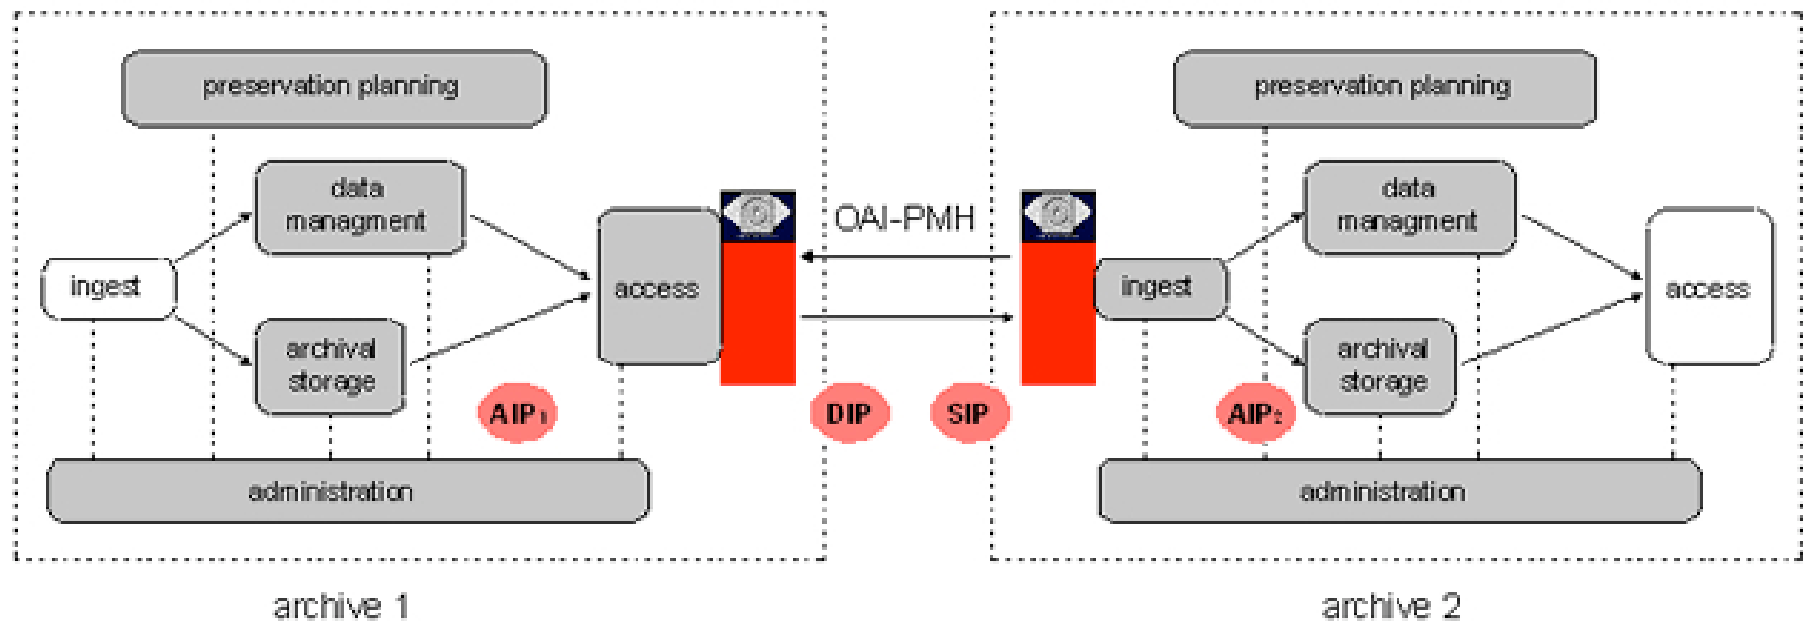 preservation planning
data
managment
ingest
access
archival
storage
AIP1
administration
archive 1
OAI-PMH
DIP
SIP
preservation planning
data
managment
ingest
access
archival
storage
AIP2
administration
archive 2